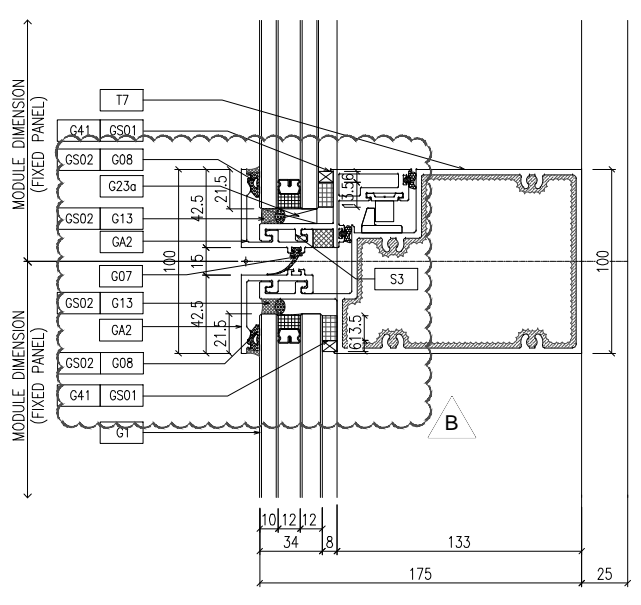 MODULE DIMENSION
(FIXED PANEL)
T7
G41 GS01
GS02 G08
G23a
GS02 G13
GA2
G07
GS02 G13
GA2
GS02 G08
G41 GS01
G1
S3
B
21.5
42.5
100
15
42.5
21.5
13.5 6
6 13.5
100
MODULE DIMENSION
(FIXED PANEL)
10 12 12
34 8 133
175 25